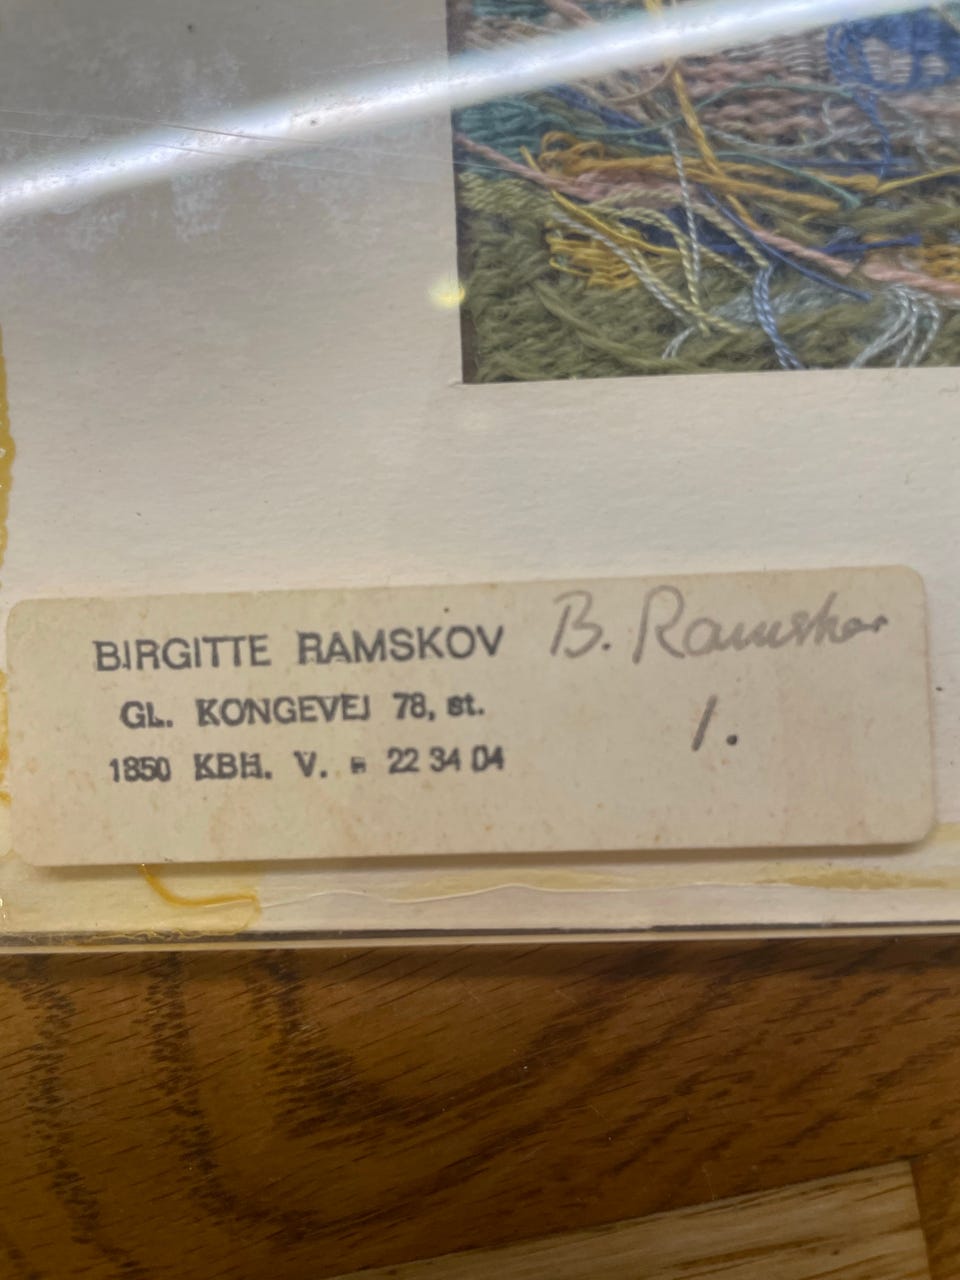 BIRGITTE RAMSKOV
GL. KONGEVEJ 78, st.
1850 KBH. V. - 22 34 04
B. Ramskov
1.